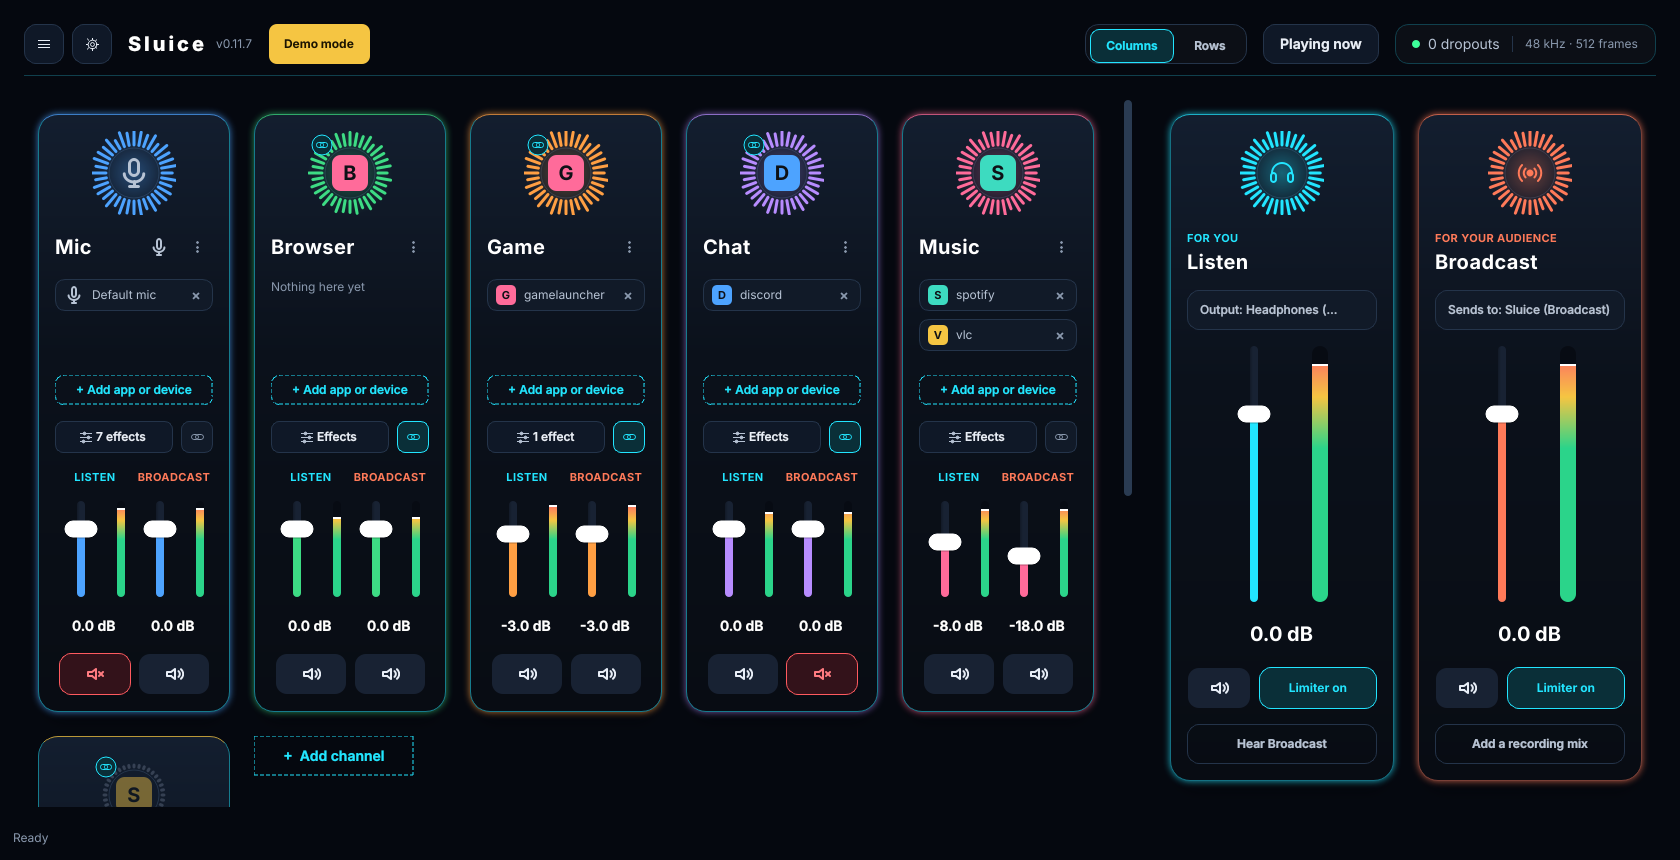 Sluice v0.11.7 Demo mode Columns Rows Playing now 0 dropouts 48 kHz · 512 frames
B
G
D
S
Mic
Browser
Game
Chat
Music
FOR YOU
Listen
FOR YOUR AUDIENCE
Broadcast
Default mic ×
Nothing here yet
G gamelauncher ×
D discord ×
S spotify ×
V vlc ×
Output: Headphones (...
Sends to: Sluice (Broadcast)
+ Add app or device
+ Add app or device
+ Add app or device
+ Add app or device
+ Add app or device
7 effects
Effects
1 effect
Effects
Effects
LISTEN BROADCAST
LISTEN BROADCAST
LISTEN BROADCAST
LISTEN BROADCAST
LISTEN BROADCAST
0.0 dB 0.0 dB
0.0 dB 0.0 dB
-3.0 dB -3.0 dB
0.0 dB 0.0 dB
-8.0 dB -18.0 dB
0.0 dB
0.0 dB
Limiter on
Limiter on
Hear Broadcast
Add a recording mix
S
+ Add channel
Ready